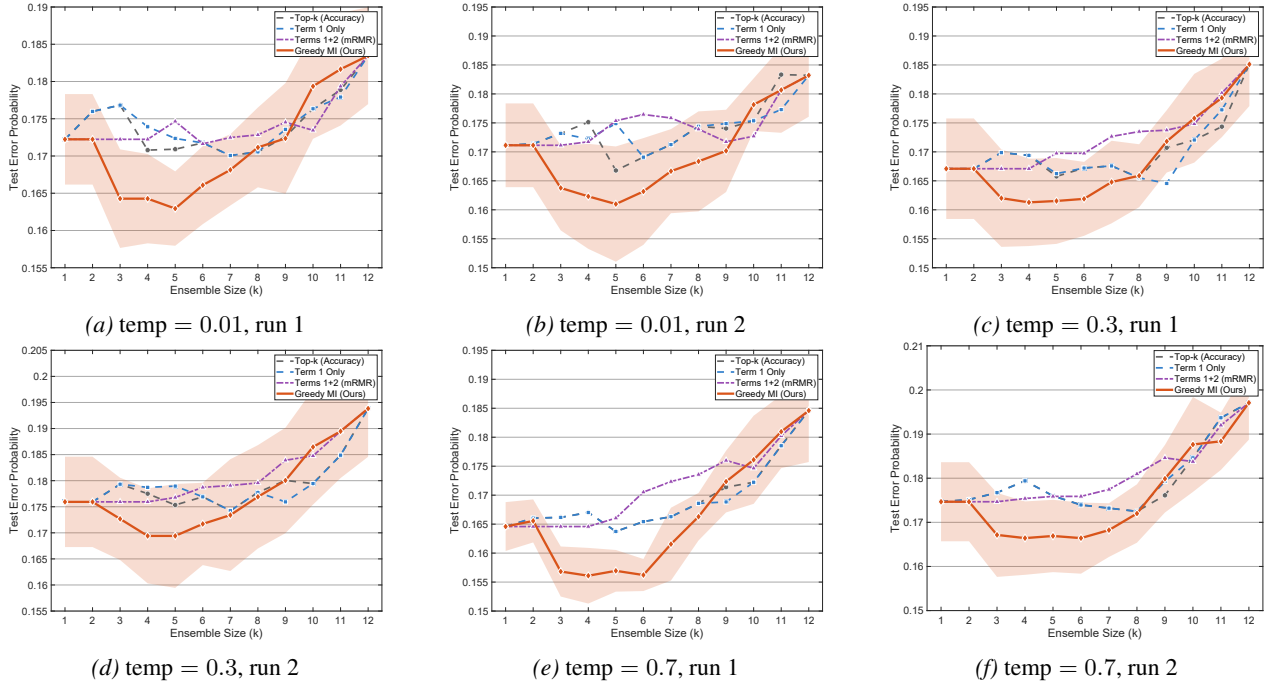 0.19
0.185
0.18
0.175
0.17
0.165
0.16
0.155
Test Error Probability
Top-k (Accuracy)
Term 1 Only
Terms 1+2 (mRMR)
Greedy MI (Ours)
1 2 3 4 5 6 7 8 9 10 11 12
Ensemble Size (k)
(a) temp = 0.01, run 1
0.195
0.19
0.185
0.18
0.175
0.17
0.165
0.16
0.155
0.15
Test Error Probability
Top-k (Accuracy)
Term 1 Only
Terms 1+2 (mRMR)
Greedy MI (Ours)
1 2 3 4 5 6 7 8 9 10 11 12
Ensemble Size (k)
(b) temp = 0.01, run 2
0.195
0.19
0.185
0.18
0.175
0.17
0.165
0.16
0.155
0.15
Test Error Probability
Top-k (Accuracy)
Term 1 Only
Terms 1+2 (mRMR)
Greedy MI (Ours)
1 2 3 4 5 6 7 8 9 10 11 12
Ensemble Size (k)
(c) temp = 0.3, run 1
0.205
0.2
0.195
0.19
0.185
0.18
0.175
0.17
0.165
0.16
0.155
Test Error Probability
Top-k (Accuracy)
Term 1 Only
Terms 1+2 (mRMR)
Greedy MI (Ours)
1 2 3 4 5 6 7 8 9 10 11 12
Ensemble Size (k)
(d) temp = 0.3, run 2
0.195
0.19
0.185
0.18
0.175
0.17
0.165
0.16
0.155
0.15
Test Error Probability
Top-k (Accuracy)
Term 1 Only
Terms 1+2 (mRMR)
Greedy MI (Ours)
1 2 3 4 5 6 7 8 9 10 11 12
Ensemble Size (k)
(e) temp = 0.7, run 1
0.21
0.2
0.19
0.18
0.17
0.16
0.15
Test Error Probability
Top-k (Accuracy)
Term 1 Only
Terms 1+2 (mRMR)
Greedy MI (Ours)
1 2 3 4 5 6 7 8 9 10 11 12
Ensemble Size (k)
(f) temp = 0.7, run 2